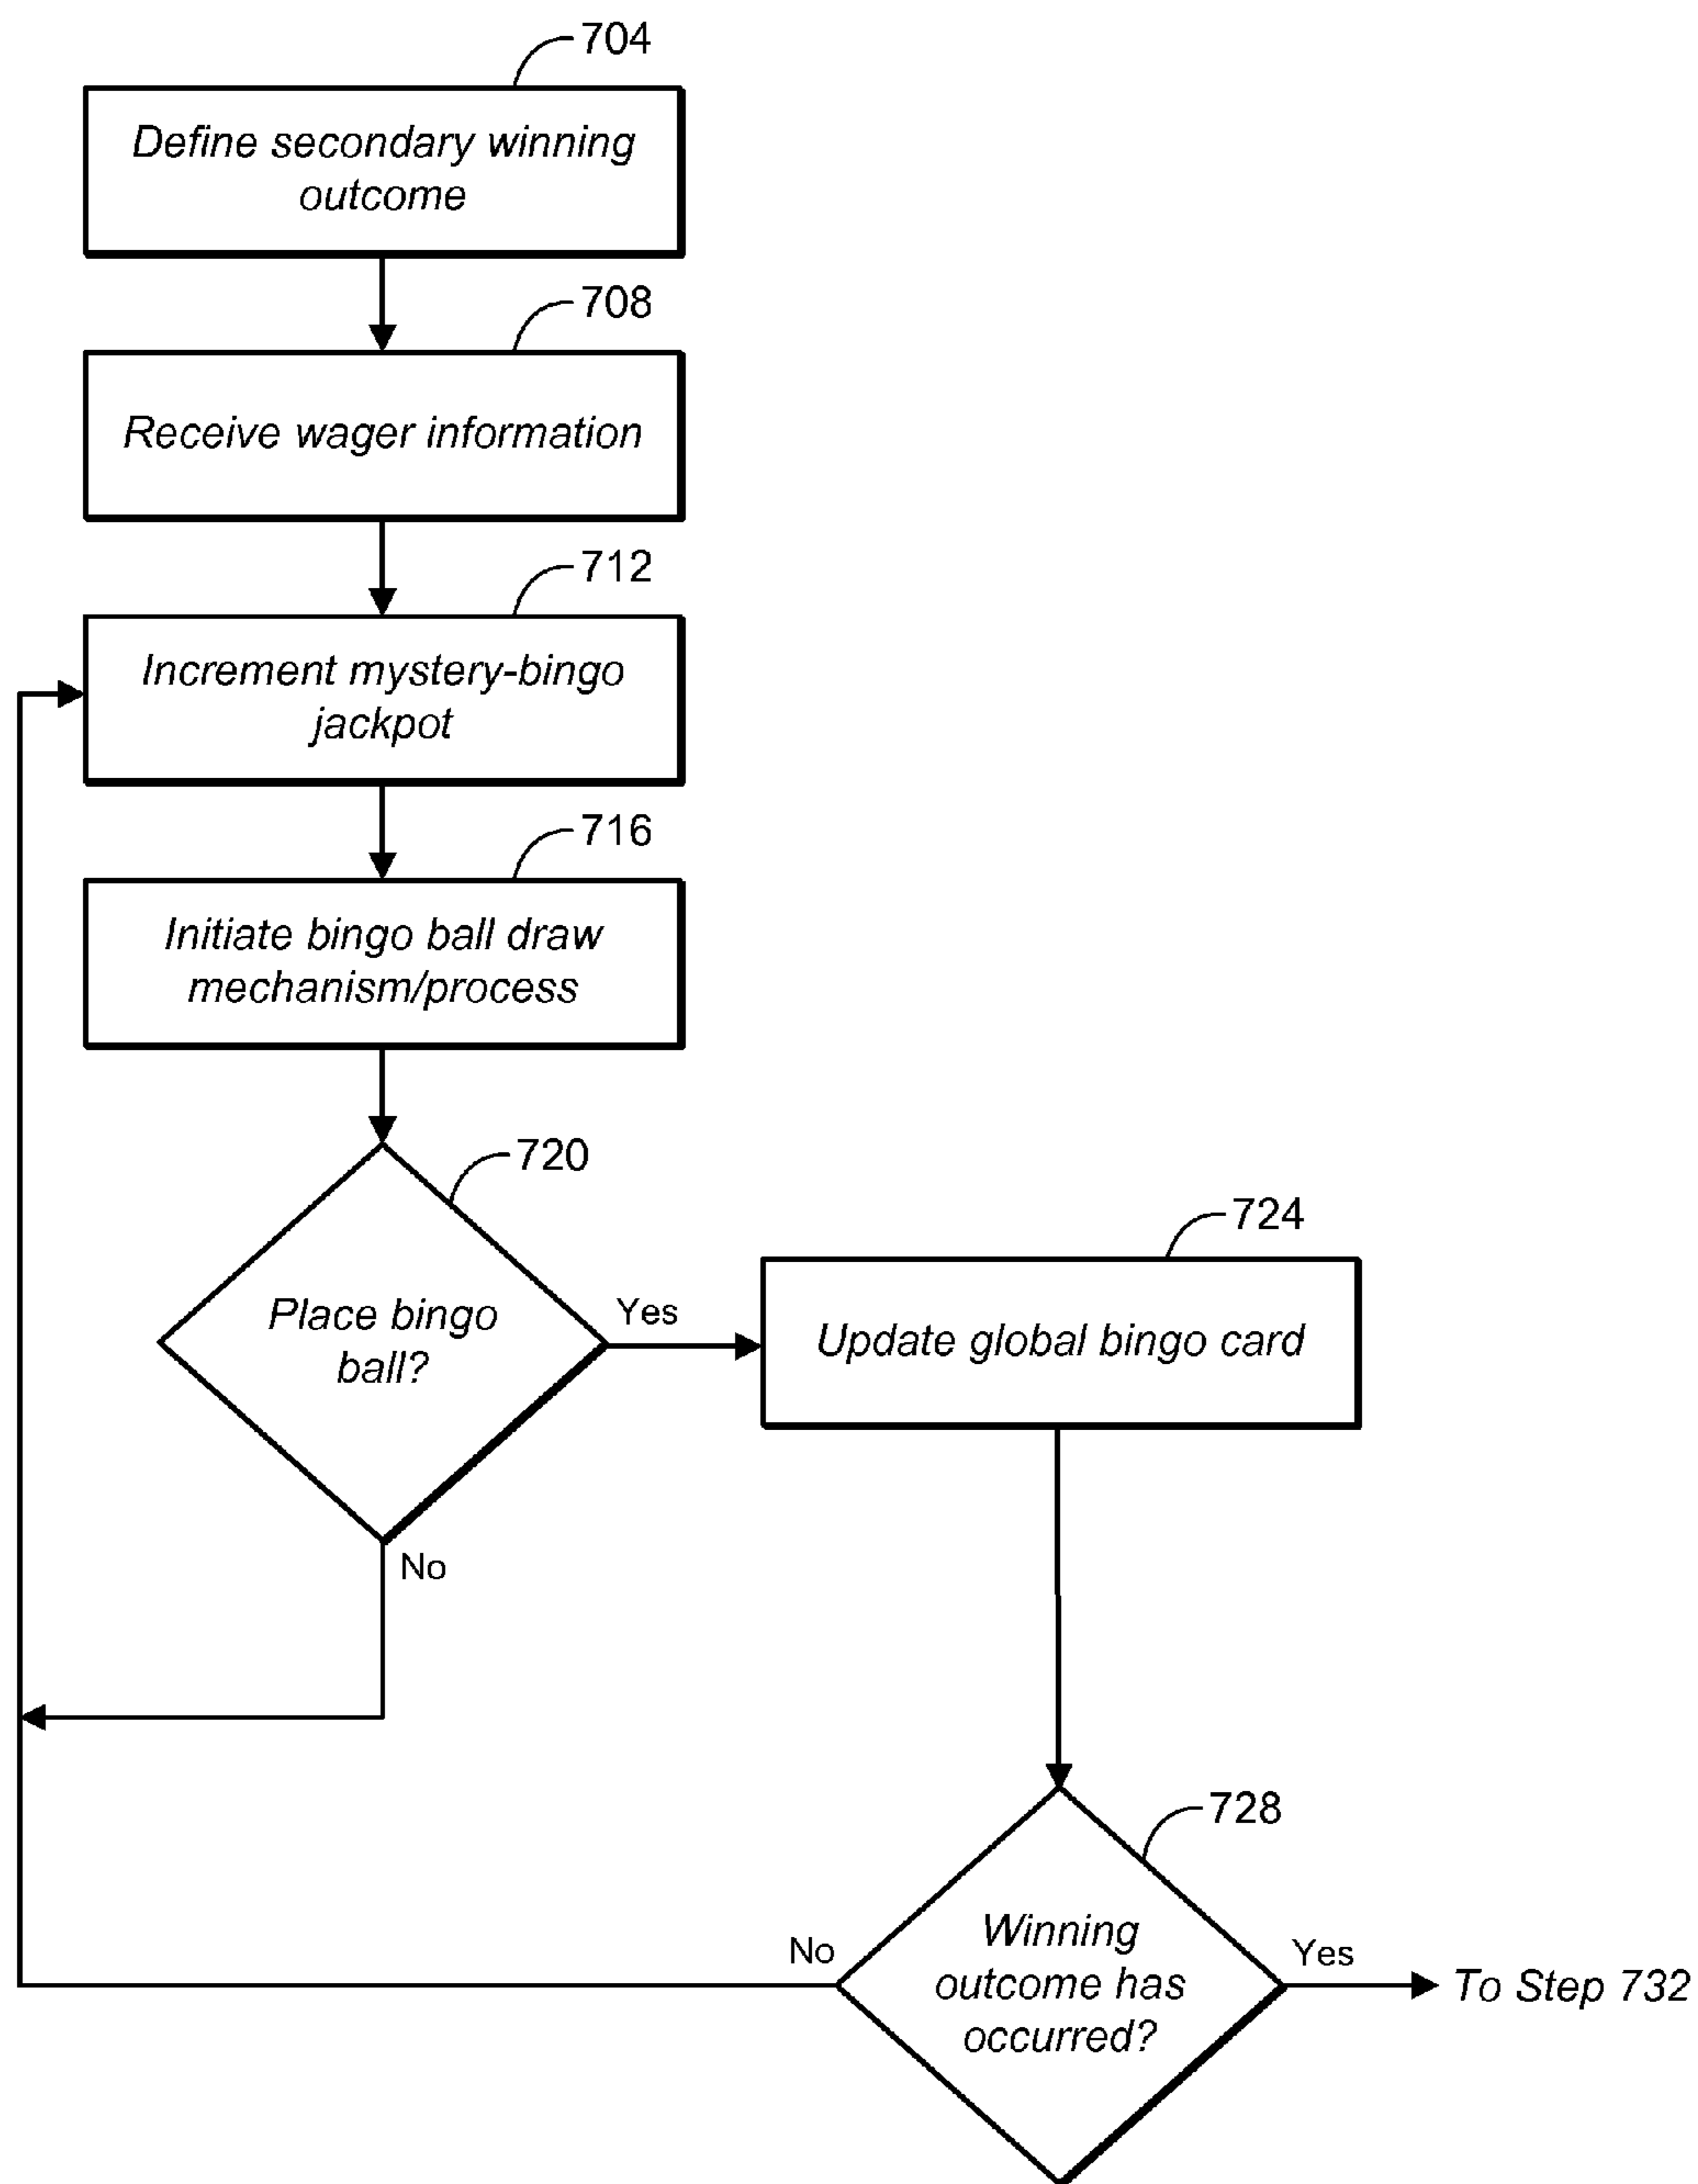 704
Define secondary winning
outcome
708
Receive wager information
712
Increment mystery-bingo
jackpot
716
Initiate bingo ball draw
mechanism/process
720
Place bingo
ball?
Yes
No
724
Update global bingo card
728
Winning
outcome has
occurred?
No
Yes
To Step 732